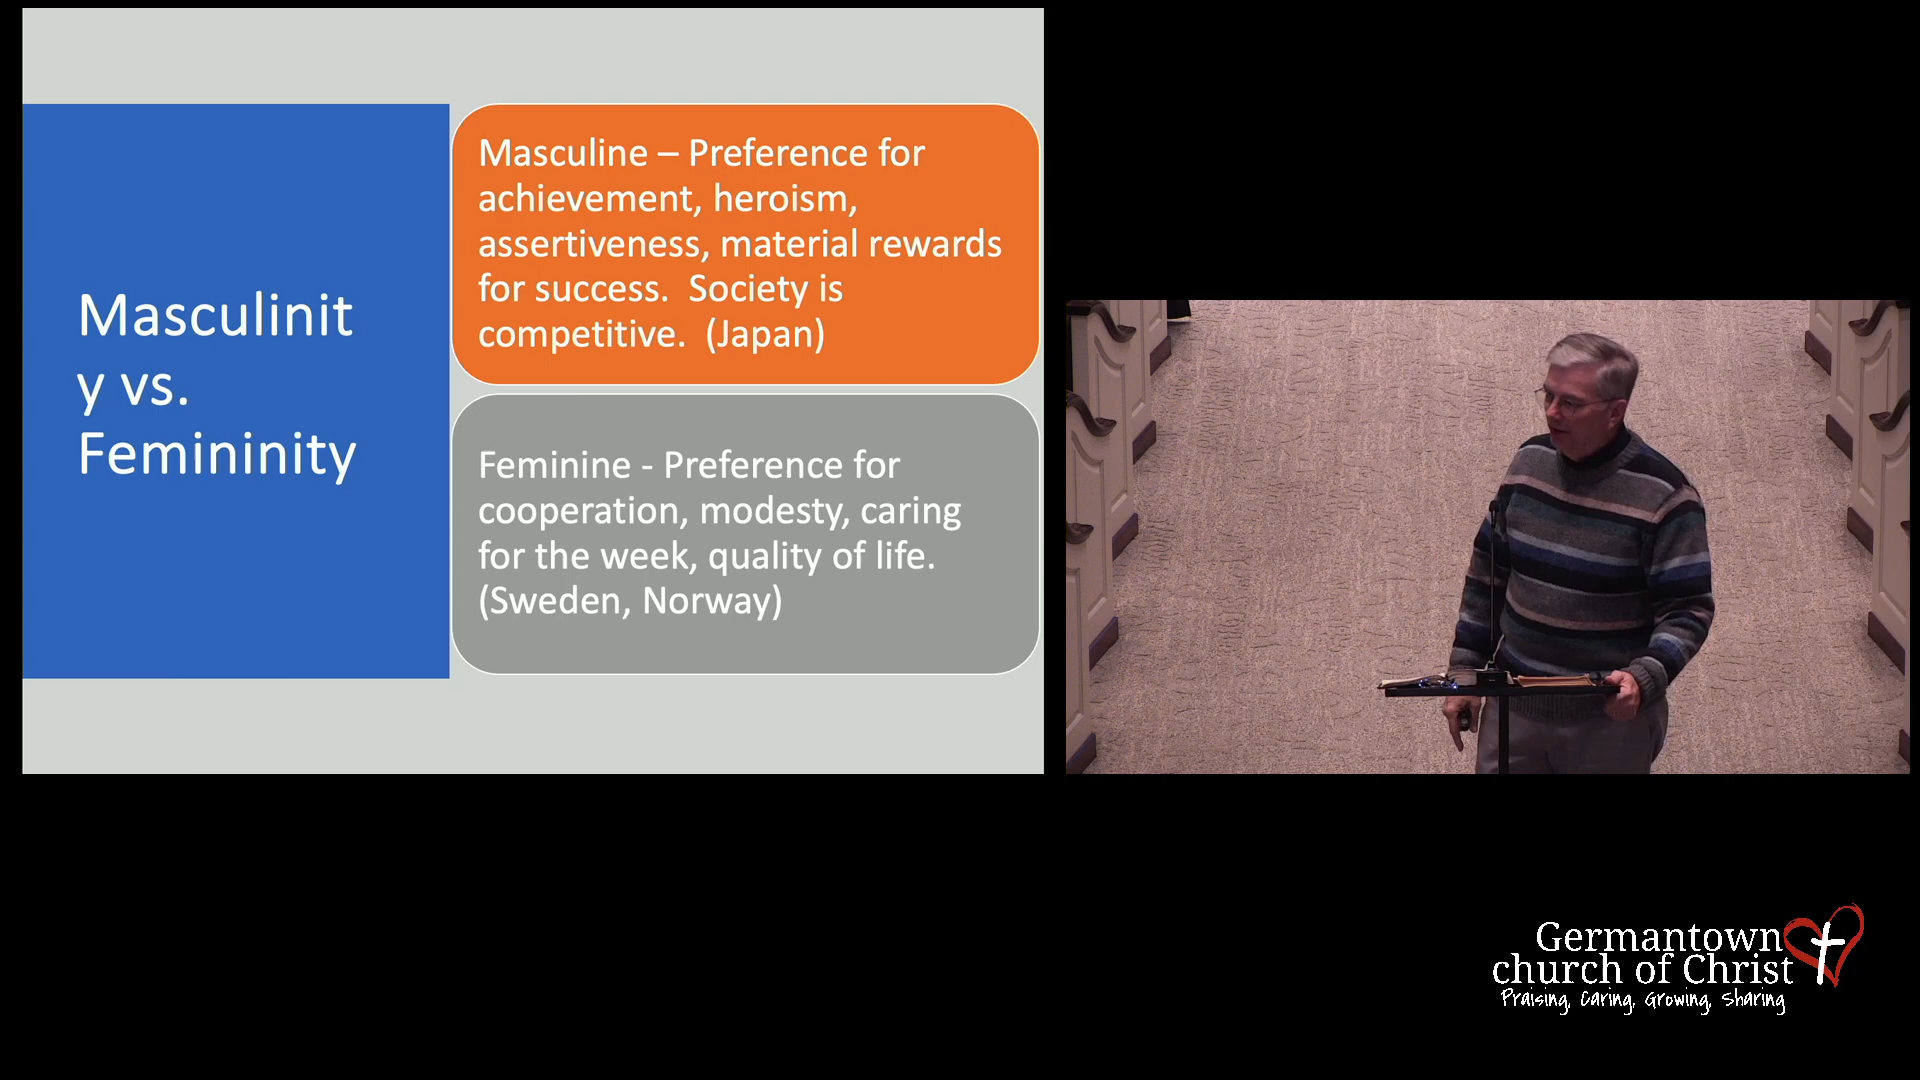 Masculinit
y vs.
Femininity
Masculine – Preference for
achievement, heroism,
assertiveness, material rewards
for success.  Society is
competitive.  (Japan)
Feminine - Preference for
cooperation, modesty, caring
for the week, quality of life.
(Sweden, Norway)
Germantown
church of Christ
Praising, Caring, Growing, Sharing